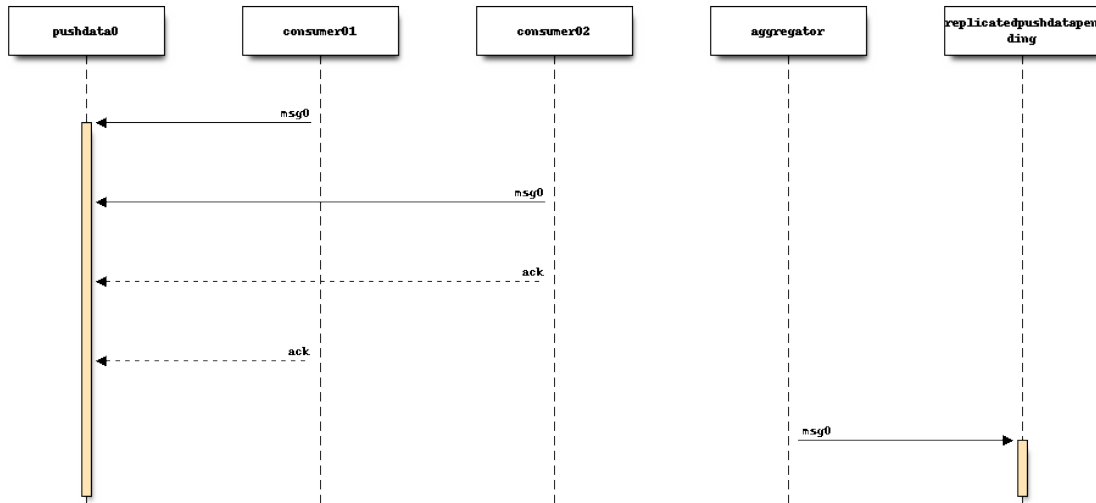 pushdata0
consumer01
consumer02
aggregator
replicatedpushdatapen
ding
msg0
msg0
ack
ack
msg0